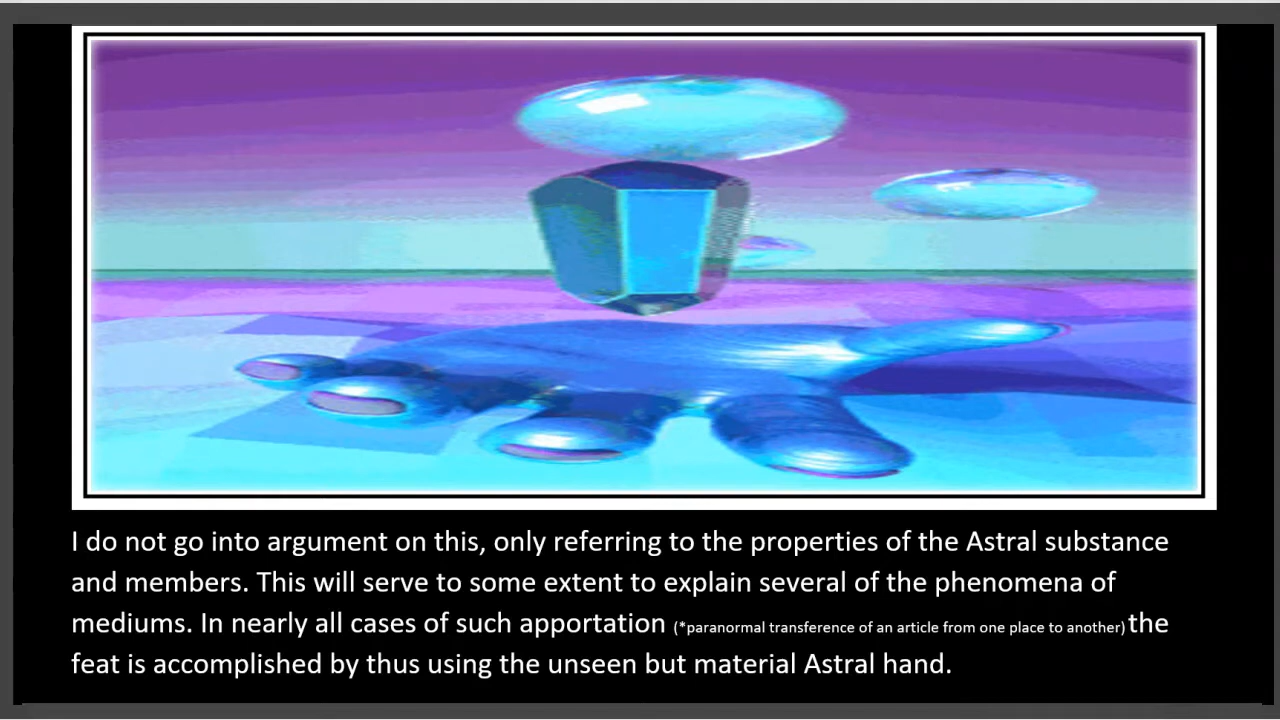 I do not go into argument on this, only referring to the properties of the Astral substance
and members. This will serve to some extent to explain several of the phenomena of
mediums. In nearly all cases of such apportation (*paranormal transference of an article from one place to another) the
feat is accomplished by thus using the unseen but material Astral hand.